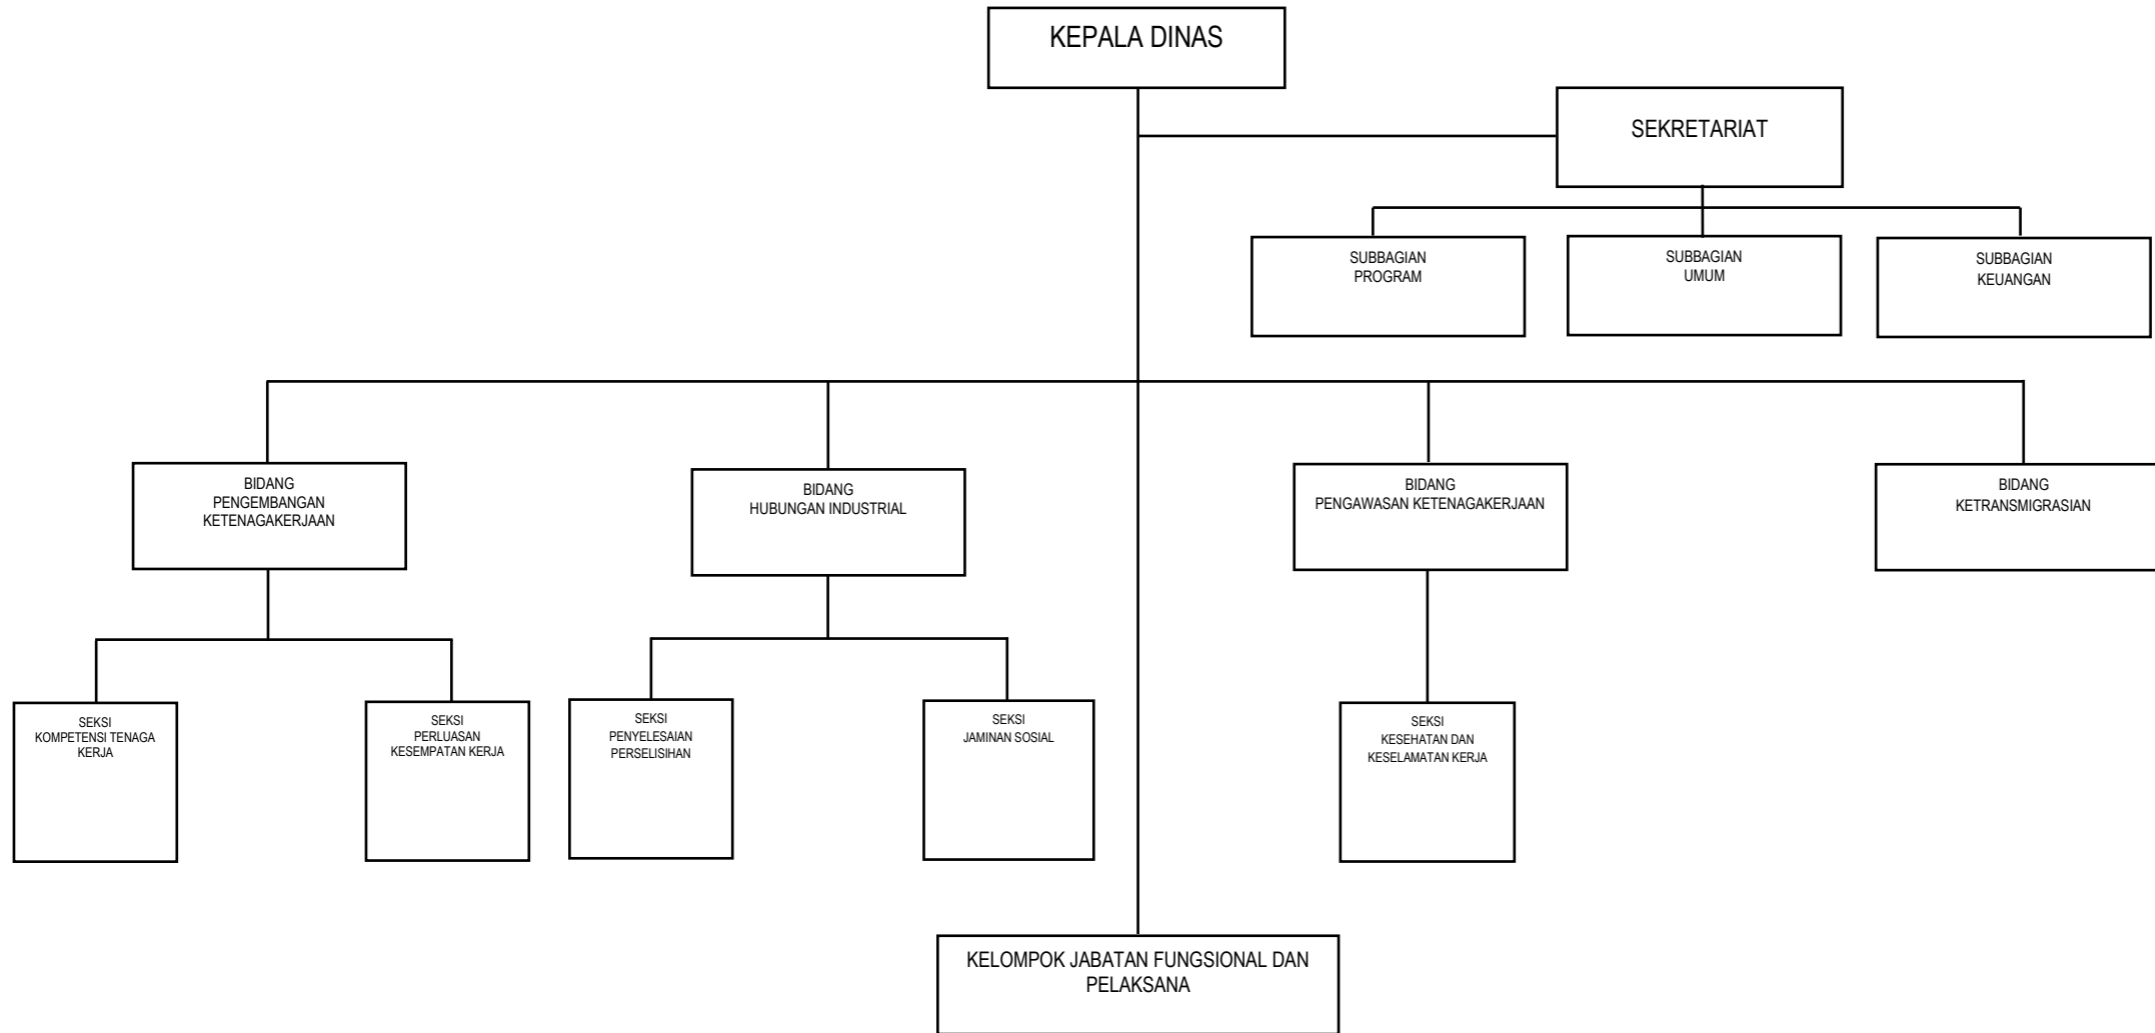 KEPALA DINAS
SEKRETARIAT
SUBBAGIAN
PROGRAM
SUBBAGIAN
UMUM
SUBBAGIAN
KEUANGAN
BIDANG
PENGEMBANGAN
KETENAGAKERJAAN
BIDANG
HUBUNGAN INDUSTRIAL
BIDANG
PENGAWASAN KETENAGAKERJAAN
BIDANG
KETRANSMIGRASIAN
SEKSI
KOMPETENSI TENAGA
KERJA
SEKSI
PERLUASAN
KESEMPATAN KERJA
SEKSI
PENYELESAIAN
PERSELISIHAN
SEKSI
JAMINAN SOSIAL
SEKSI
KESEHATAN DAN
KESELAMATAN KERJA
KELOMPOK JABATAN FUNGSIONAL DAN
PELAKSANA